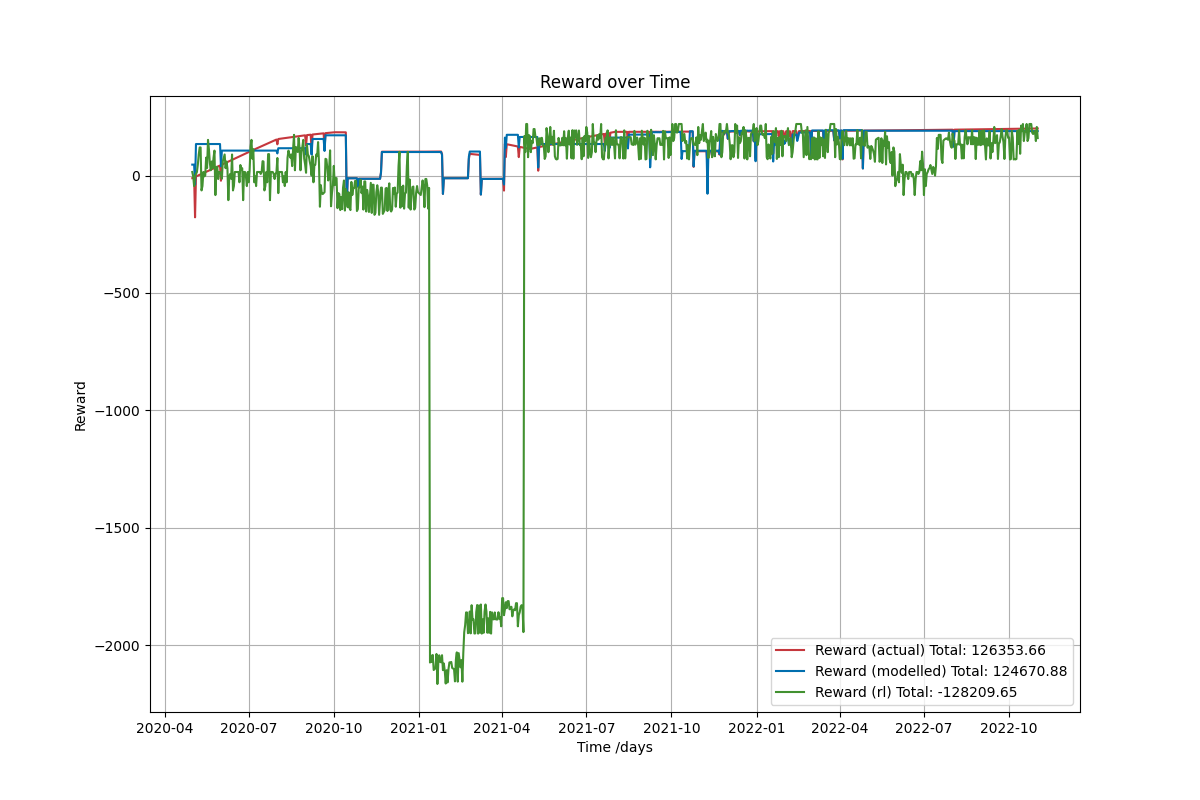 Reward over Time
0
−500
−1000
−1500
−2000
Reward
2020-04 2020-07 2020-10 2021-01 2021-04 2021-07 2021-10 2022-01 2022-04 2022-07 2022-10
Time /days
Reward (actual) Total: 126353.66
Reward (modelled) Total: 124670.88
Reward (rl) Total: -128209.65